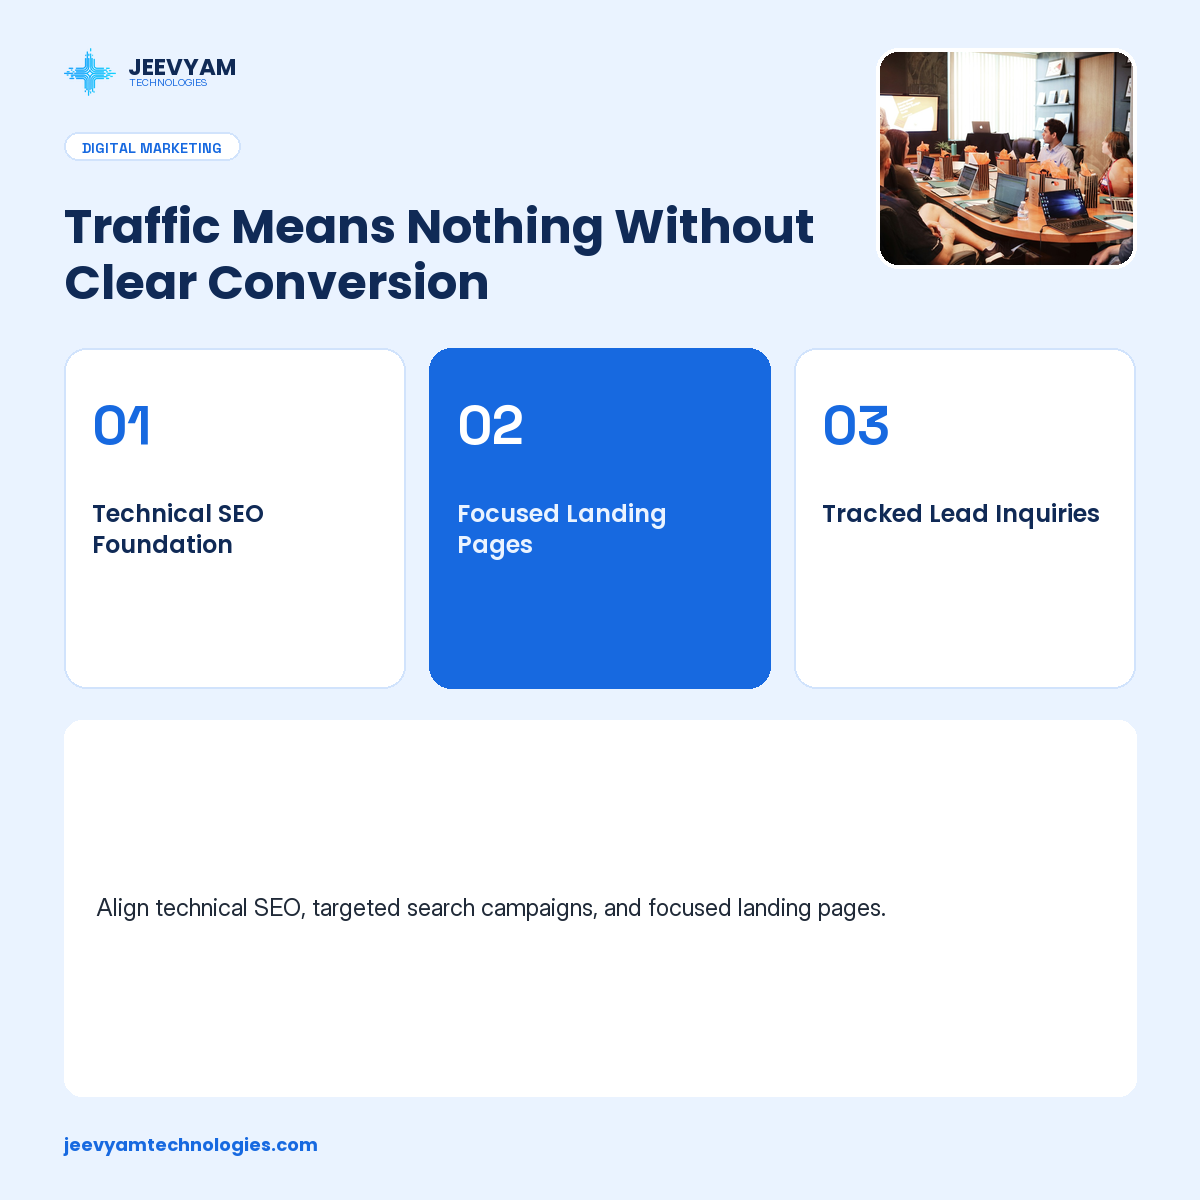 JEEVYAM
TECHNOLOGIES
DIGITAL MARKETING
Traffic Means Nothing Without
Clear Conversion
01
Technical SEO
Foundation
02
Focused Landing
Pages
03
Tracked Lead Inquiries
Align technical SEO, targeted search campaigns, and focused landing pages.
jeevyamtechnologies.com